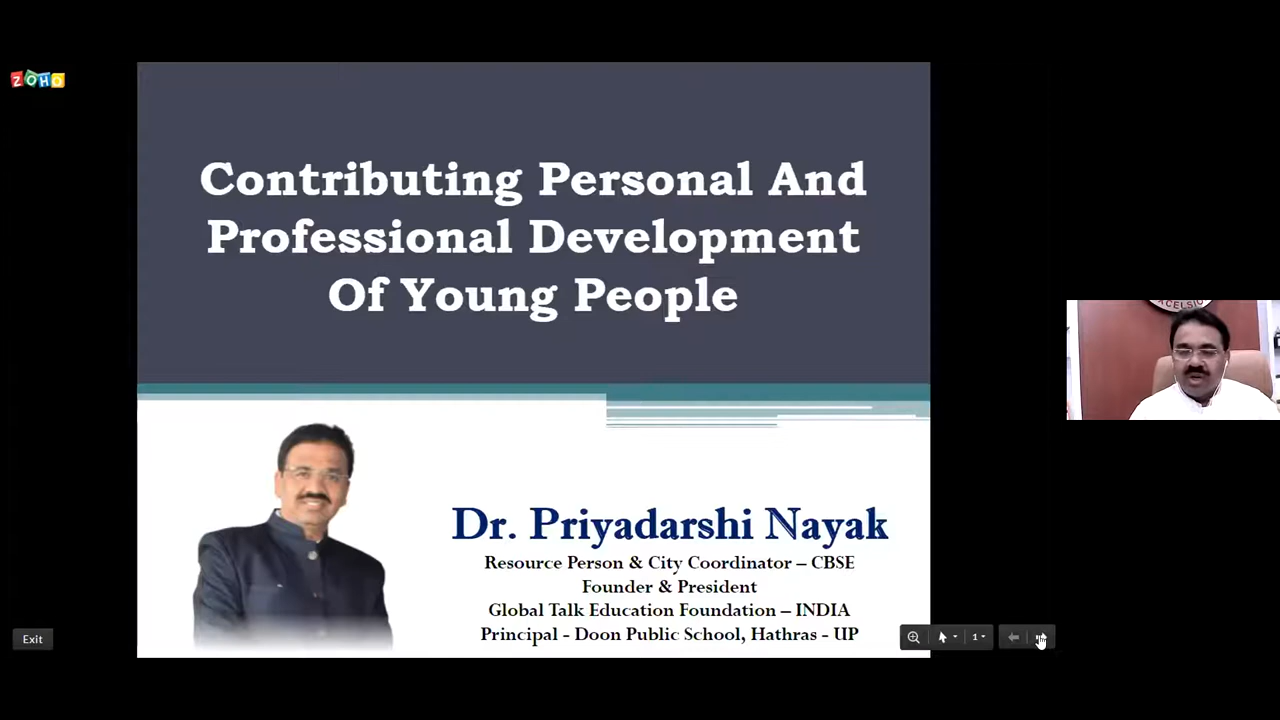 ZOHO
Contributing Personal And
Professional Development
Of Young People
Dr. Priyadarshi Nayak
Resource Person & City Coordinator – CBSE
Founder & President
Global Talk Education Foundation – INDIA
Principal - Doon Public School, Hathras - UP
Exit
1